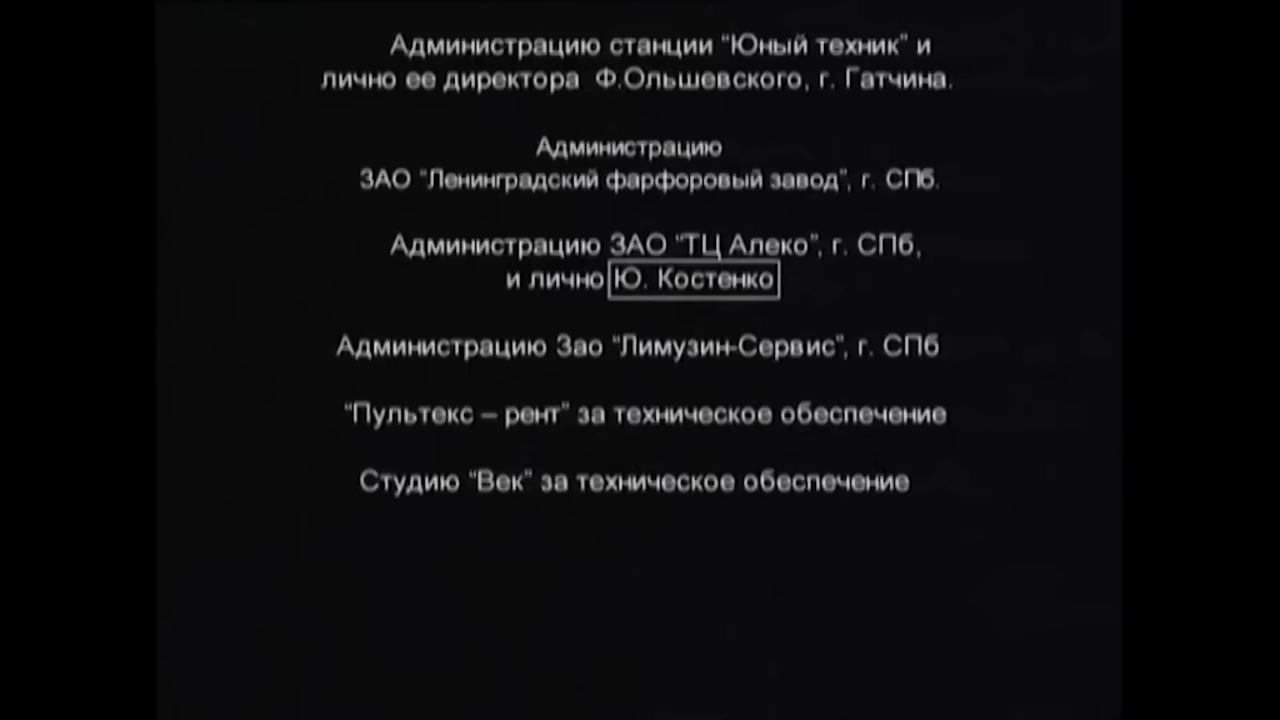 Администрацию станции “Юный техник” и
лично ее директора Ф.Ольшевского, г. Гатчина.
Администрацию
ЗАО “Ленинградский фарфоровый завод”, г. СПб.
Администрацию ЗАО “ТЦ Алеко”, г. СПб,
и лично Ю. Костенко
Администрацию Зао “Лимузин-Сервис”, г. СПб
“Пультекс – рент” за техническое обеспечение
Студию “Век” за техническое обеспечение